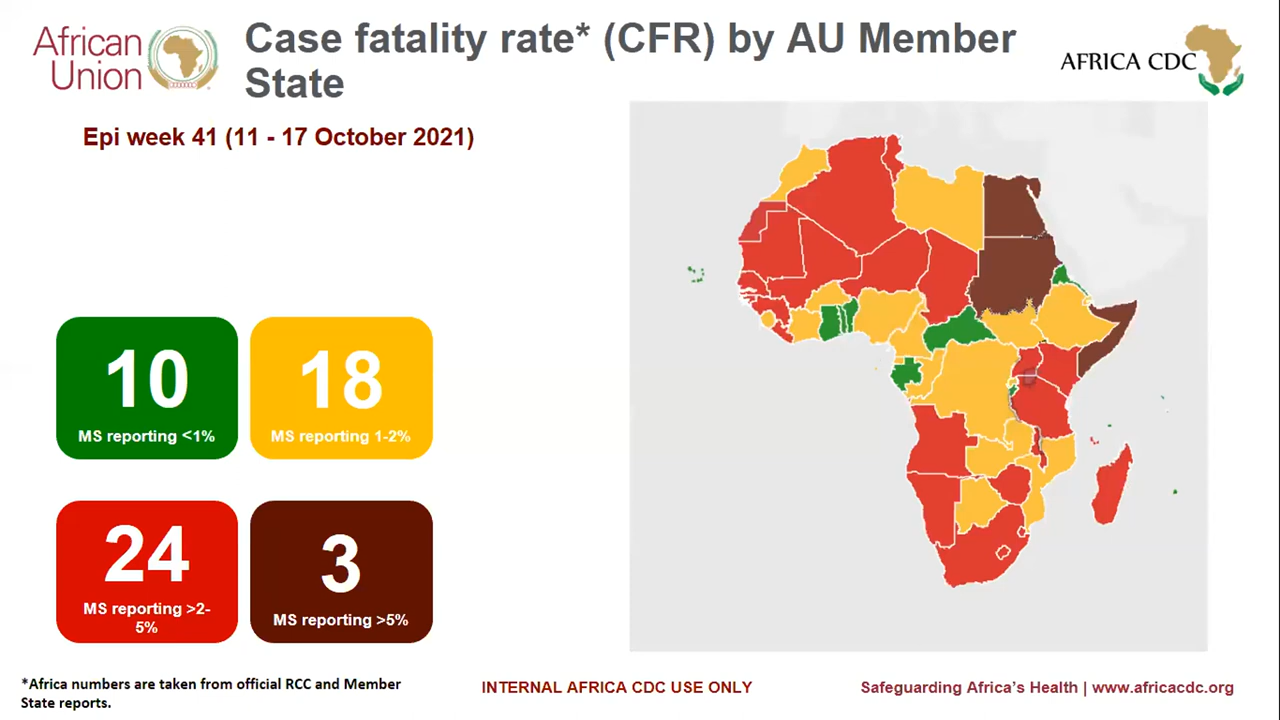 African
Union
Case fatality rate* (CFR) by AU Member
State
AFRICA CDC
Epi week 41 (11 - 17 October 2021)
10
MS reporting <1%
18
MS reporting 1-2%
24
MS reporting >2-
5%
3
MS reporting >5%
*Africa numbers are taken from official RCC and Member
State reports.
INTERNAL AFRICA CDC USE ONLY
Safeguarding Africa's Health | www.africacdc.org